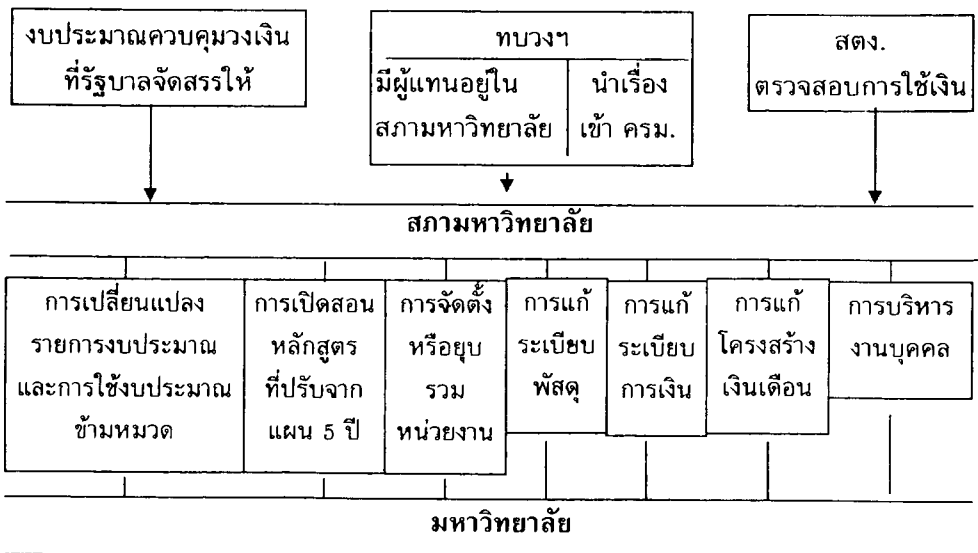 งบประมาณควบคุมวงเงิน
ที่รัฐบาลจัดสรรให้
ทบวงฯ
มีผู้แทนอยู่ใน
สภามหาวิทยาลัย
นำเรื่อง
เข้า ครม.
สตง.
ตรวจสอบการใช้เงิน
สภามหาวิทยาลัย
การเปลี่ยนแปลง
รายการงบประมาณ
และการใช้งบประมาณ
ข้ามหมวด
การเปิดสอน
หลักสูตร
ที่ปรับจาก
แผน 5 ปี
การจัดตั้ง
หรือยุบ
รวม
หน่วยงาน
การแก้
ระเบียบ
พัสดุ
การแก้
ระเบียบ
การเงิน
การแก้
โครงสร้าง
เงินเดือน
การบริหาร
งานบุคคล
มหาวิทยาลัย